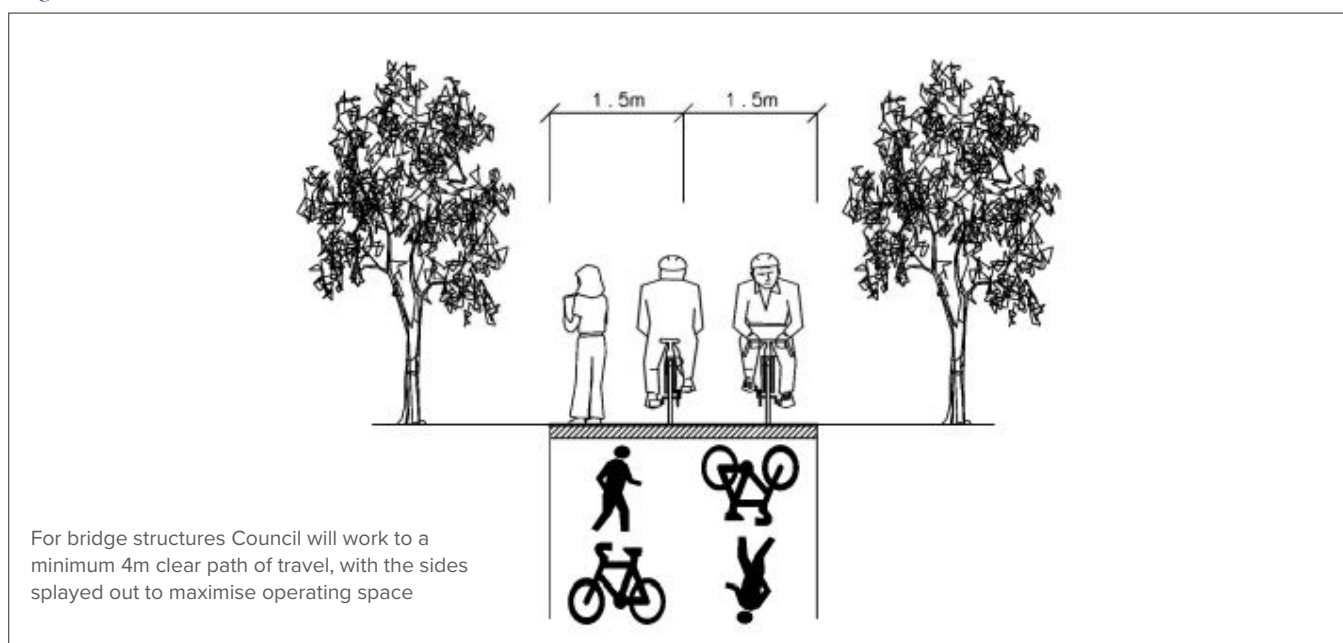 1.5m 1.5m
For bridge structures Council will work to a
minimum 4m clear path of travel, with the sides
splayed out to maximise operating space